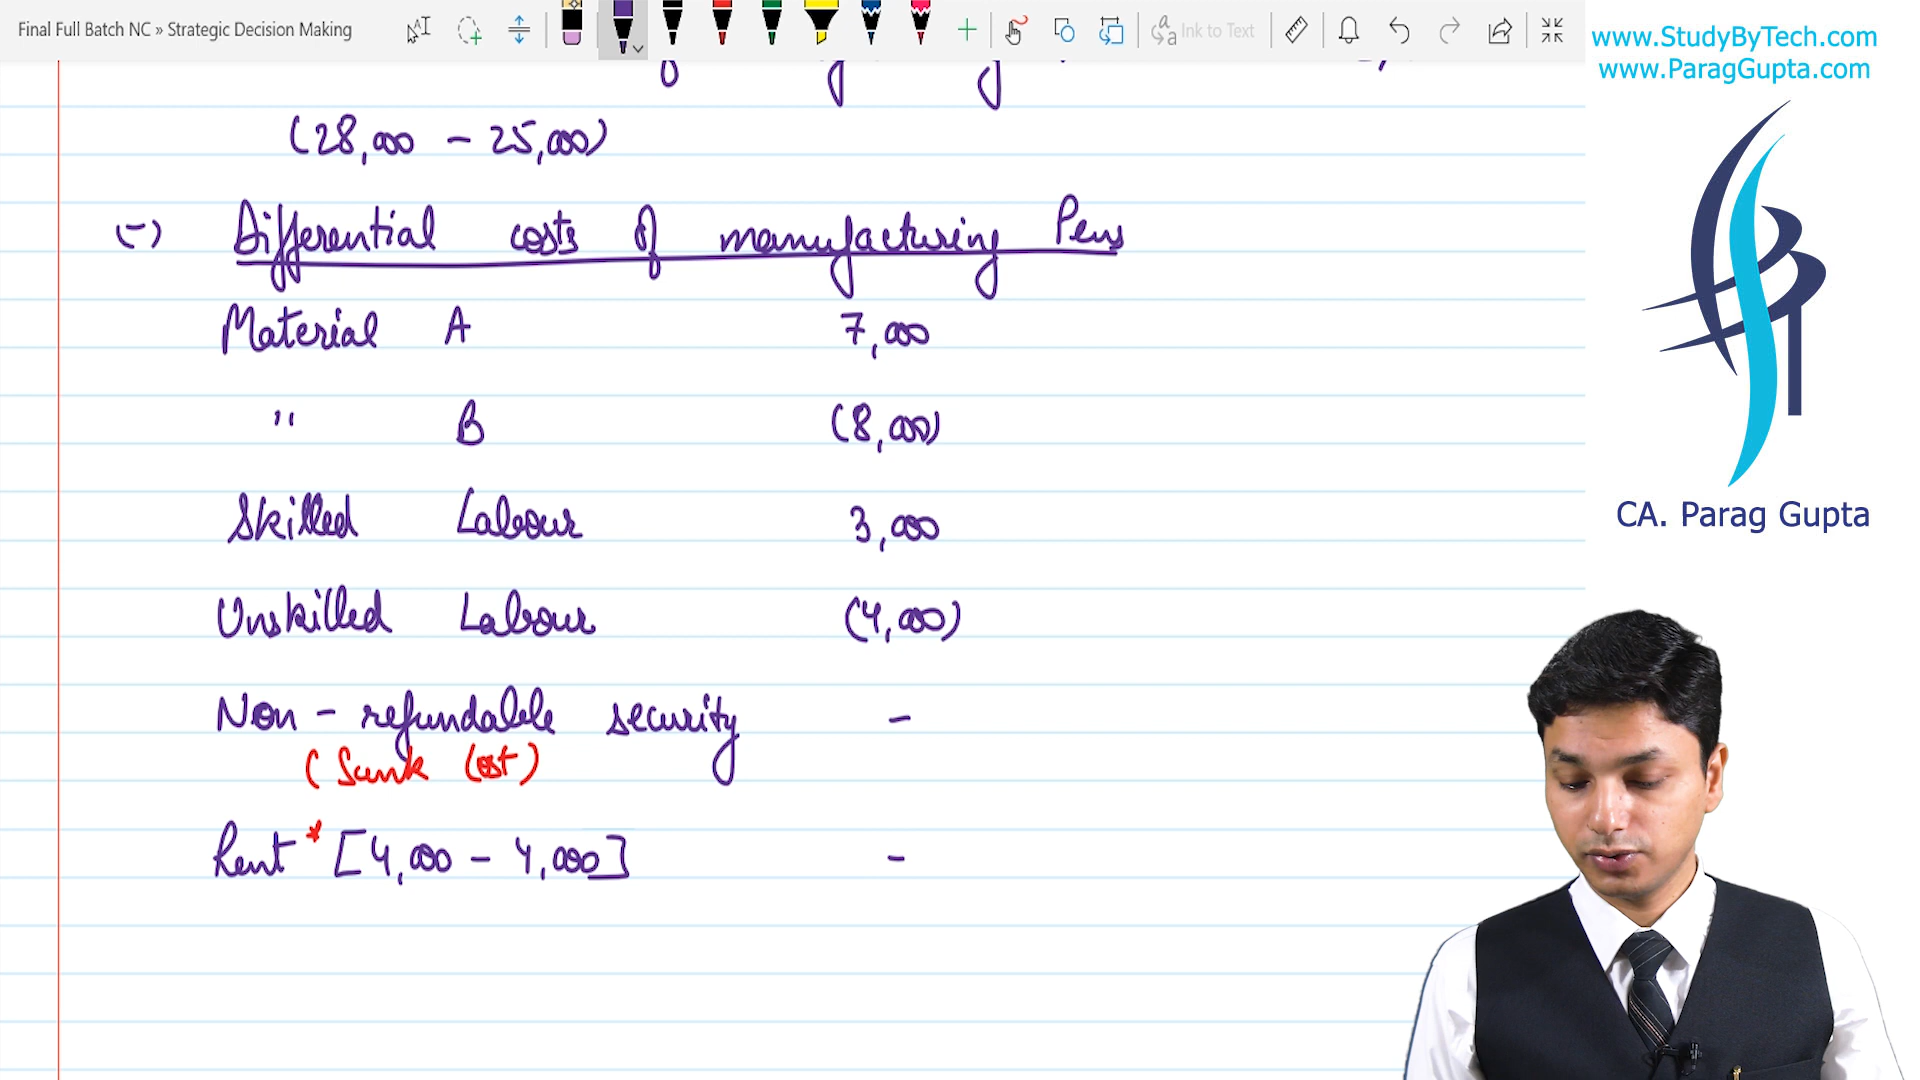 Final Full Batch NC » Strategic Decision Making
Ink to Text
www.StudyByTech.com
www.ParagGupta.com
(28,000 - 25,000)
(-) Differential costs of manufacturing Pens
Material A 7,000
" B (8,000)
Skilled Labour 3,000
Unskilled Labour (4,000)
Non - refundable security -
(Sunk Cost)
Rent * [4,000 - 4,000] -
CA. Parag Gupta